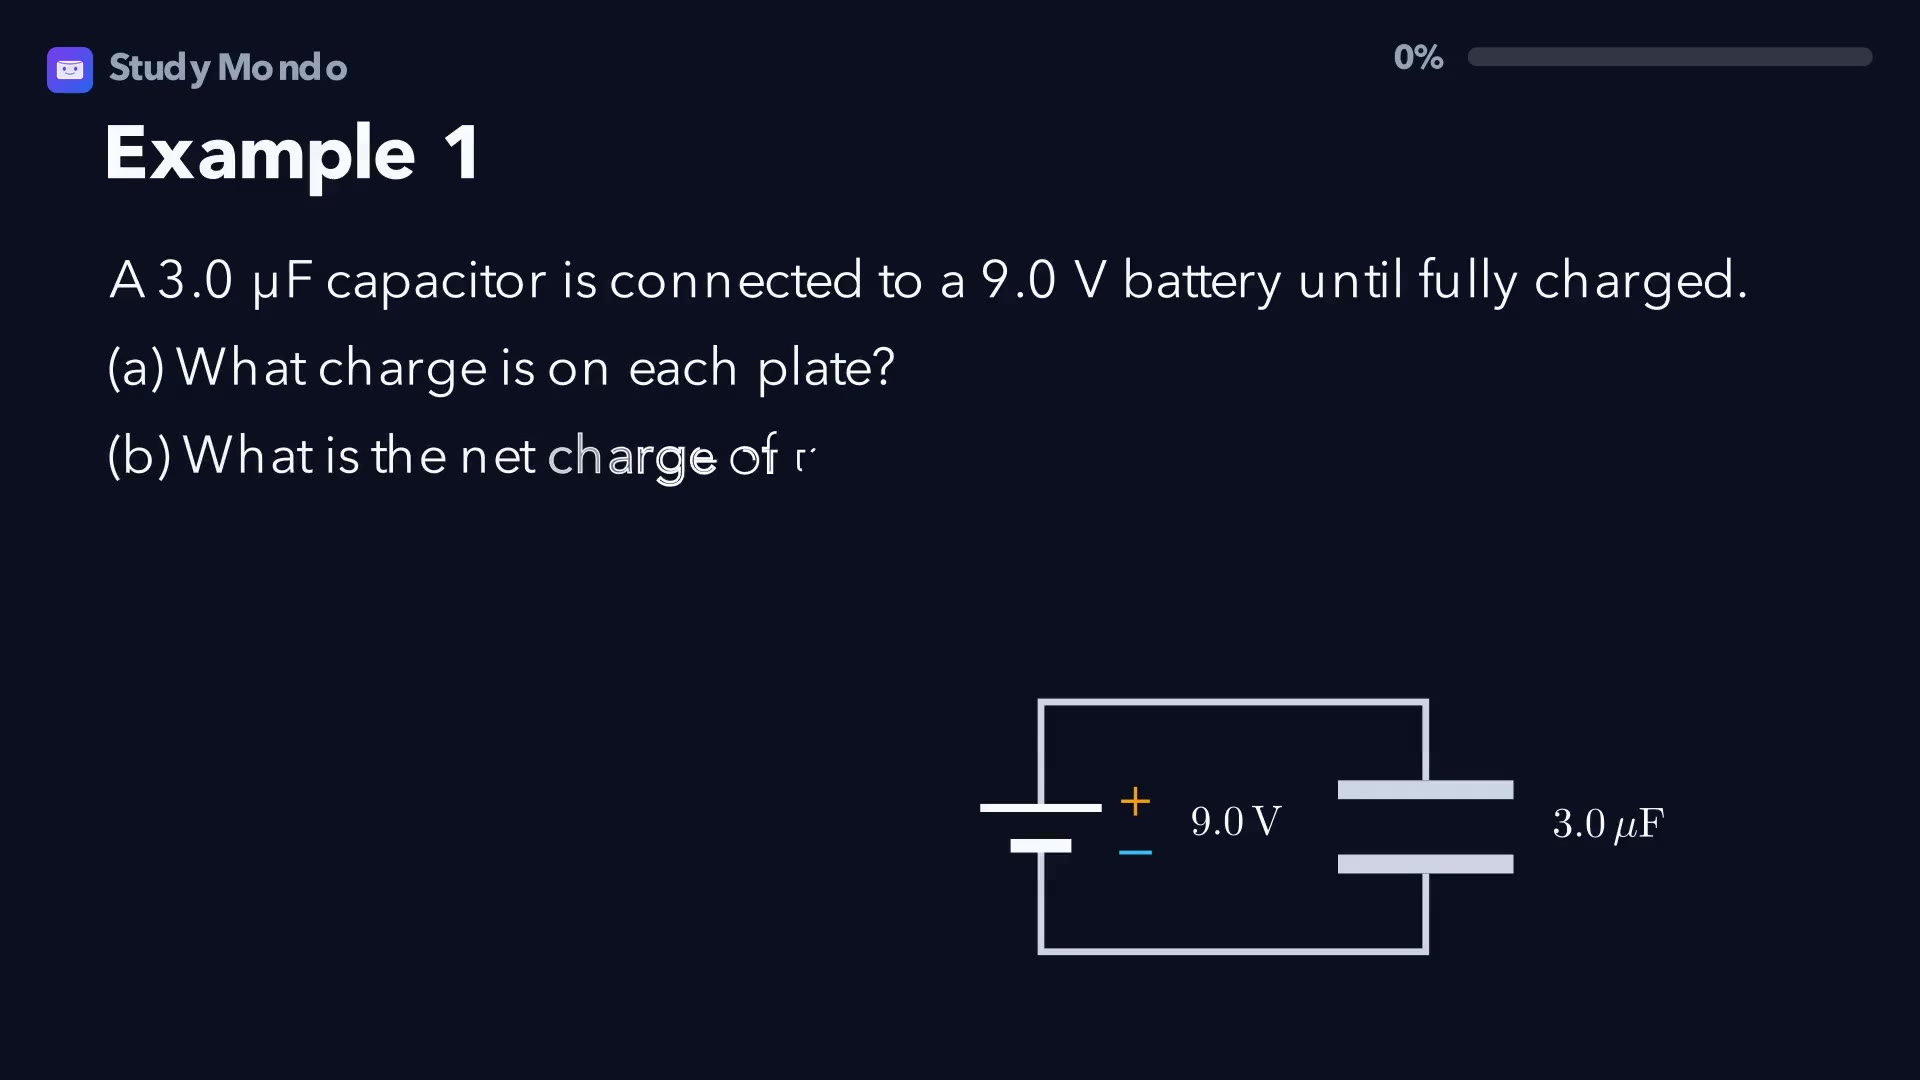 Study Mondo
0%
Example 1
A 3.0 µF capacitor is connected to a 9.0 V battery until fully charged.
(a) What charge is on each plate?
(b) What is the net charge of
+
9.0 V
3.0 µF
−